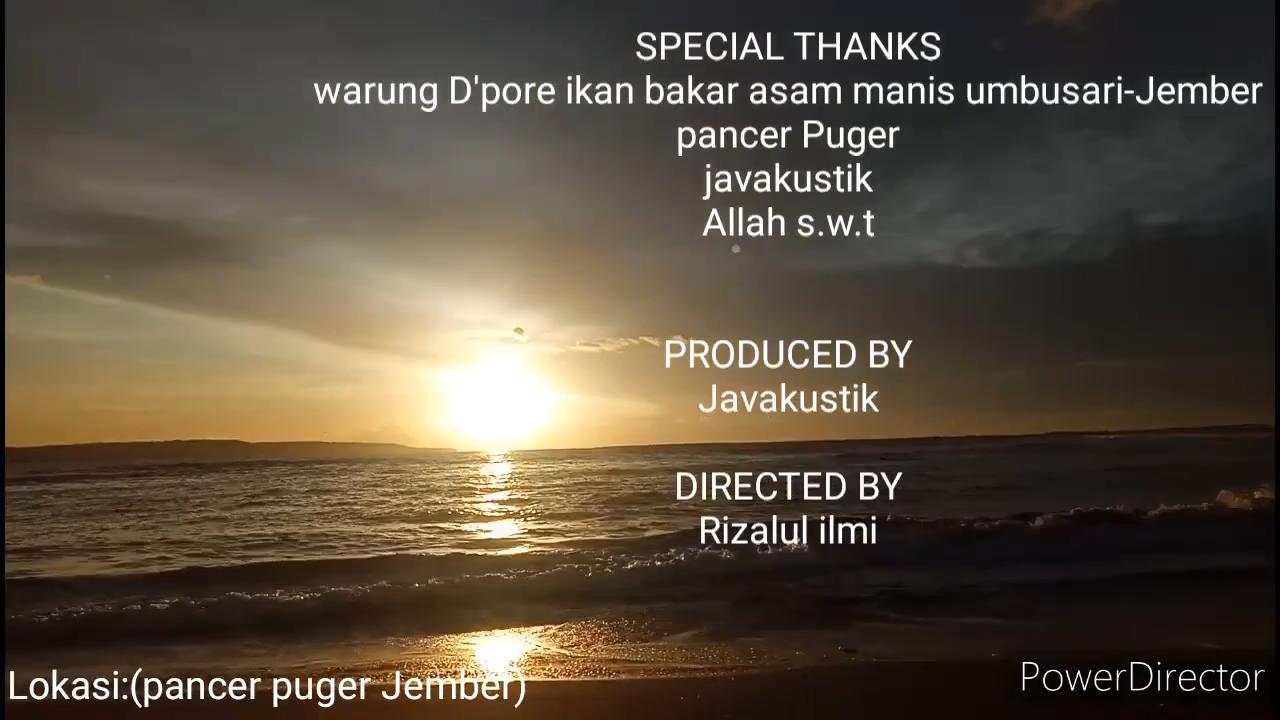 SPECIAL THANKS
warung D'pore ikan bakar asam manis umbusari-Jember
pancer Puger
javakustik
Allah s.w.t
PRODUCED BY
Javakustik
DIRECTED BY
Rizalul ilmi
Lokasi:(pancer puger Jember)
PowerDirector